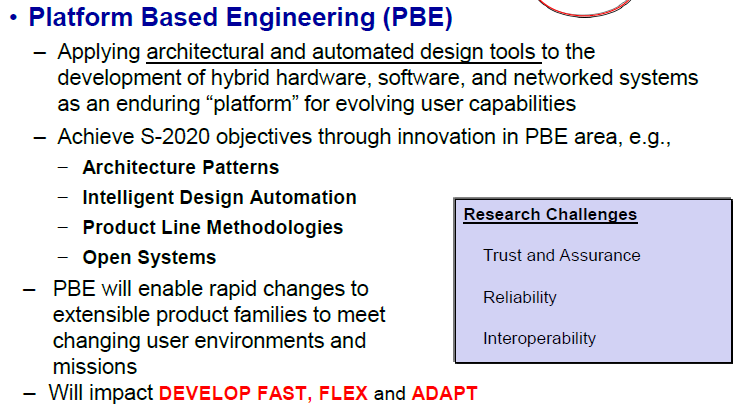 • Platform Based Engineering (PBE)
– Applying architectural and automated design tools to the
development of hybrid hardware, software, and networked systems
as an enduring “platform” for evolving user capabilities
– Achieve S-2020 objectives through innovation in PBE area, e.g.,
– Architecture Patterns
– Intelligent Design Automation
– Product Line Methodologies
– Open Systems
– PBE will enable rapid changes to
extensible product families to meet
changing user environments and
missions
– Will impact DEVELOP FAST, FLEX and ADAPT
Research Challenges
Trust and Assurance
Reliability
Interoperability